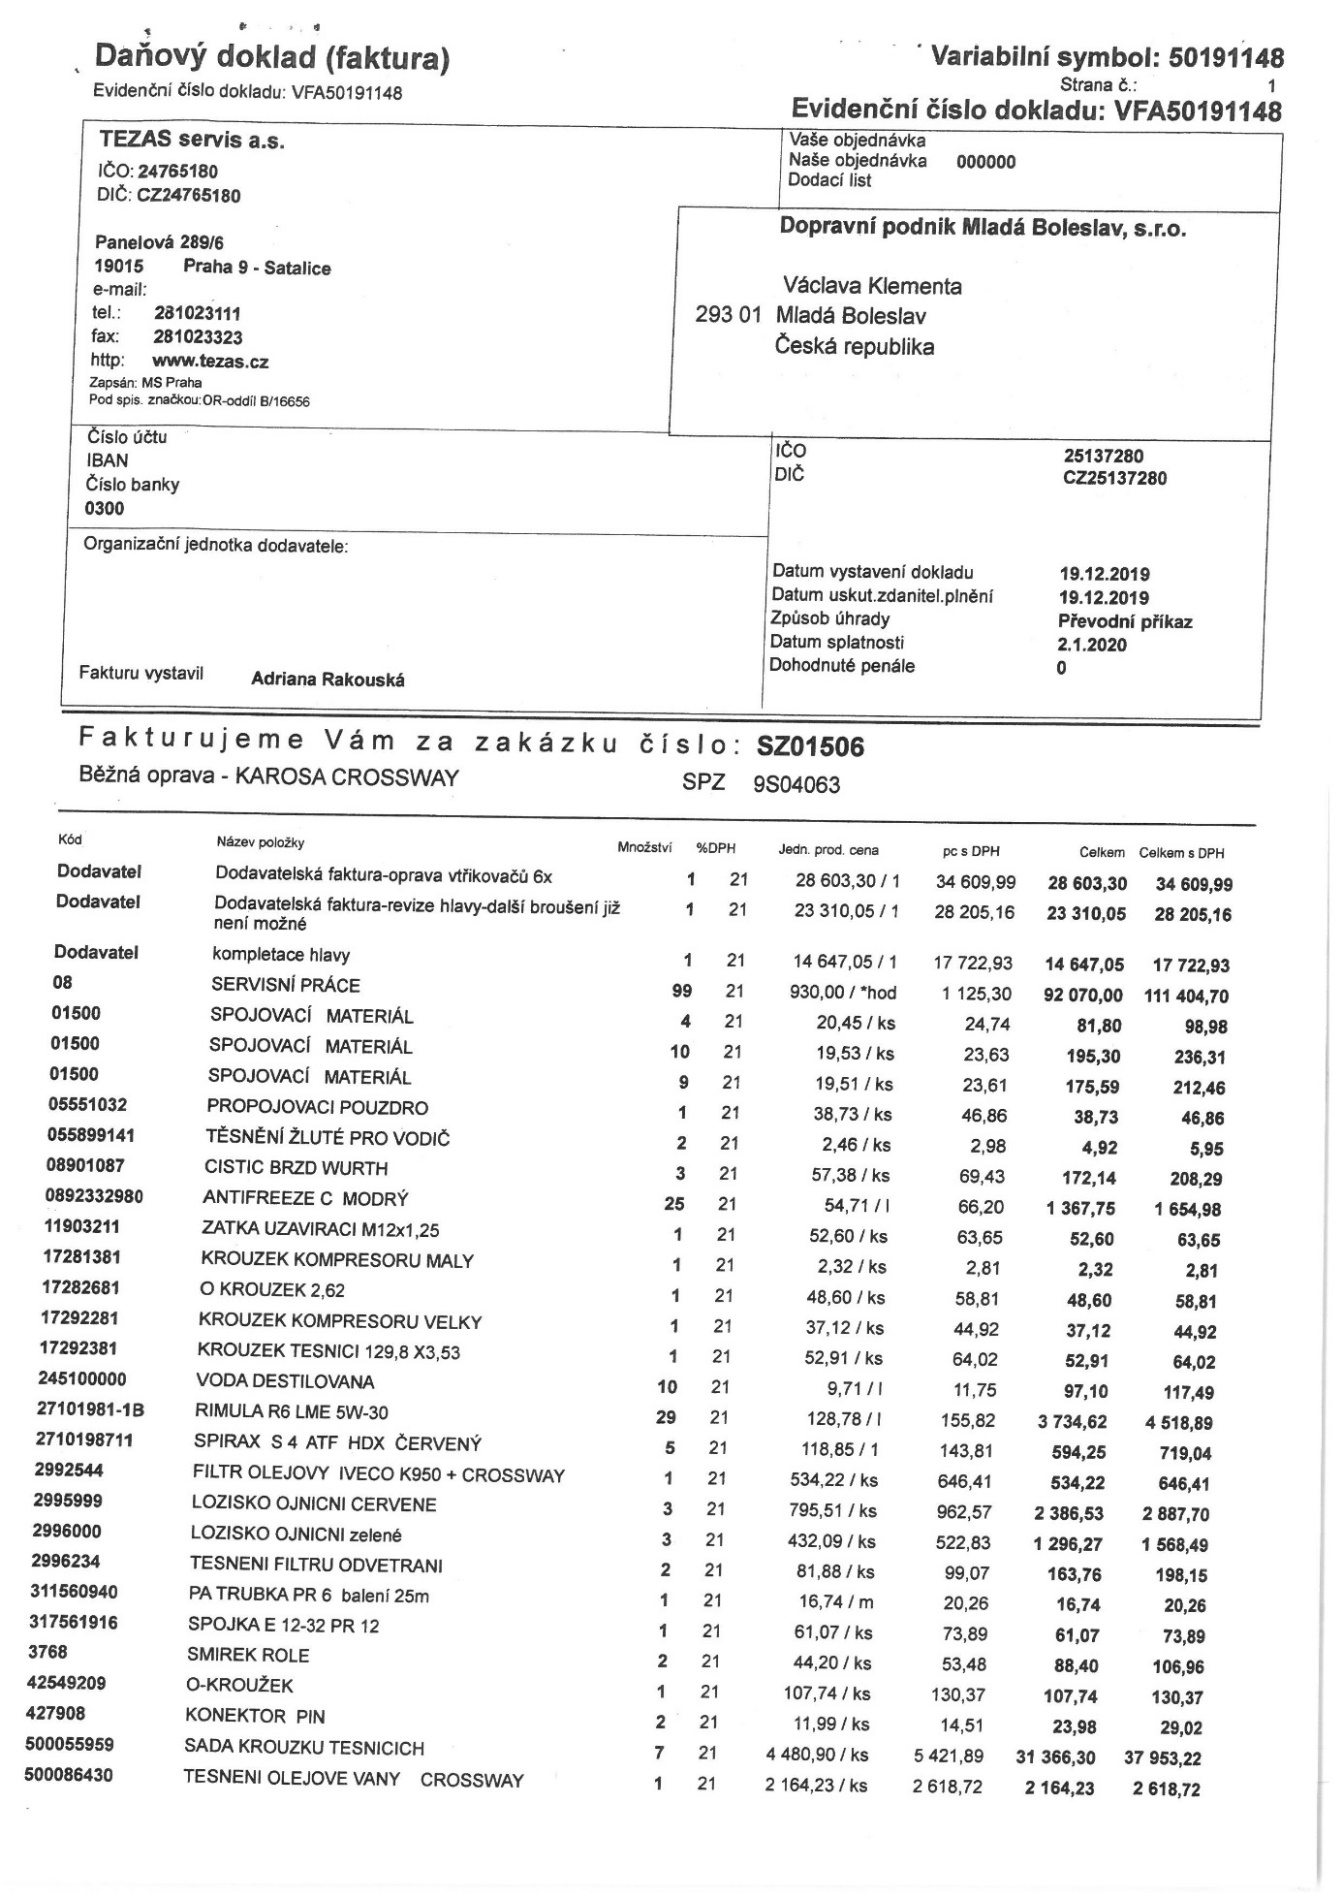 Daňový doklad (faktura)
Variabilní symbol: 50191148
Evidenční číslo dokladu: VFA50191148
Strana č.: 1
Evidenční číslo dokladu: VFA50191148
TEZAS servis a.s.
IČO: 24765180
DIČ: CZ24765180
Panelová 289/6
19015 Praha 9 - Satalice
e-mail:
tel.: 281023111
fax: 281023323
http: www.tezas.cz
Zapsán: MS Praha
Pod spis. značkou:OR-oddíl B/16656
Vaše objednávka
Naše objednávka 000000
Dodací list
Dopravní podnik Mladá Boleslav, s.r.o.
Václava Klementa
293 01 Mladá Boleslav
Česká republika
Číslo účtu
IBAN
Číslo banky
0300
IČO 25137280
DIČ CZ25137280
Organizační jednotka dodavatele:
Datum vystavení dokladu 19.12.2019
Datum uskut.zdanitel.plnění 19.12.2019
Způsob úhrady Převodní příkaz
Datum splatnosti 2.1.2020
Dohodnuté penále 0
Fakturu vystavil Adriana Rakouská
Fakturujeme Vám za zakázku číslo: SZ01506
Běžná oprava - KAROSA CROSSWAY SPZ 9S04063
Kód Název položky Množství %DPH Jedn. prod. cena pc s DPH Celkem Celkem s DPH
Dodavatel Dodavatelská faktura-oprava vtřikovačů 6x 1 21 28 603,30 / 1 34 609,99 28 603,30 34 609,99
Dodavatel Dodavatelská faktura-revize hlavy-další broušení již 1 21 23 310,05 / 1 28 205,16 23 310,05 28 205,16
není možné
Dodavatel kompletace hlavy 1 21 14 647,05 / 1 17 722,93 14 647,05 17 722,93
08 SERVISNÍ PRÁCE 99 21 930,00 / *hod 1 125,30 92 070,00 111 404,70
01500 SPOJOVACÍ MATERIÁL 4 21 20,45 / ks 24,74 81,80 98,98
01500 SPOJOVACÍ MATERIÁL 10 21 19,53 / ks 23,63 195,30 236,31
01500 SPOJOVACÍ MATERIÁL 9 21 19,51 / ks 23,61 175,59 212,46
05551032 PROPOJOVACI POUZDRO 1 21 38,73 / ks 46,86 38,73 46,86
055899141 TĚSNĚNÍ ŽLUTÉ PRO VODIČ 2 21 2,46 / ks 2,98 4,92 5,95
08901087 CISTIC BRZD WURTH 3 21 57,38 / ks 69,43 172,14 208,29
0892332980 ANTIFREEZE C MODRÝ 25 21 54,71 / l 66,20 1 367,75 1 654,98
11903211 ZATKA UZAVIRACI M12x1,25 1 21 52,60 / ks 63,65 52,60 63,65
17281381 KROUZEK KOMPRESORU MALY 1 21 2,32 / ks 2,81 2,32 2,81
17282681 O KROUZEK 2,62 1 21 48,60 / ks 58,81 48,60 58,81
17292281 KROUZEK KOMPRESORU VELKY 1 21 37,12 / ks 44,92 37,12 44,92
17292381 KROUZEK TESNICI 129,8 X3,53 1 21 52,91 / ks 64,02 52,91 64,02
245100000 VODA DESTILOVANA 10 21 9,71 / l 11,75 97,10 117,49
27101981-1B RIMULA R6 LME 5W-30 29 21 128,78 / l 155,82 3 734,62 4 518,89
2710198711 SPIRAX S 4 ATF HDX ČERVENÝ 5 21 118,85 / 1 143,81 594,25 719,04
2992544 FILTR OLEJOVY IVECO K950 + CROSSWAY 1 21 534,22 / ks 646,41 534,22 646,41
2995999 LOZISKO OJNICNI CERVENE 3 21 795,51 / ks 962,57 2 386,53 2 887,70
2996000 LOZISKO OJNICNI zelené 3 21 432,09 / ks 522,83 1 296,27 1 568,49
2996234 TESNENI FILTRU ODVETRANI 2 21 81,88 / ks 99,07 163,76 198,15
311560940 PA TRUBKA PR 6 balení 25m 1 21 16,74 / m 20,26 16,74 20,26
317561916 SPOJKA E 12-32 PR 12 1 21 61,07 / ks 73,89 61,07 73,89
3768 SMIREK ROLE 2 21 44,20 / ks 53,48 88,40 106,96
42549209 O-KROUŽEK 1 21 107,74 / ks 130,37 107,74 130,37
427908 KONEKTOR PIN 2 21 11,99 / ks 14,51 23,98 29,02
500055959 SADA KROUZKU TESNICICH 7 21 4 480,90 / ks 5 421,89 31 366,30 37 953,22
500086430 TESNENI OLEJOVE VANY CROSSWAY 1 21 2 164,23 / ks 2 618,72 2 164,23 2 618,72